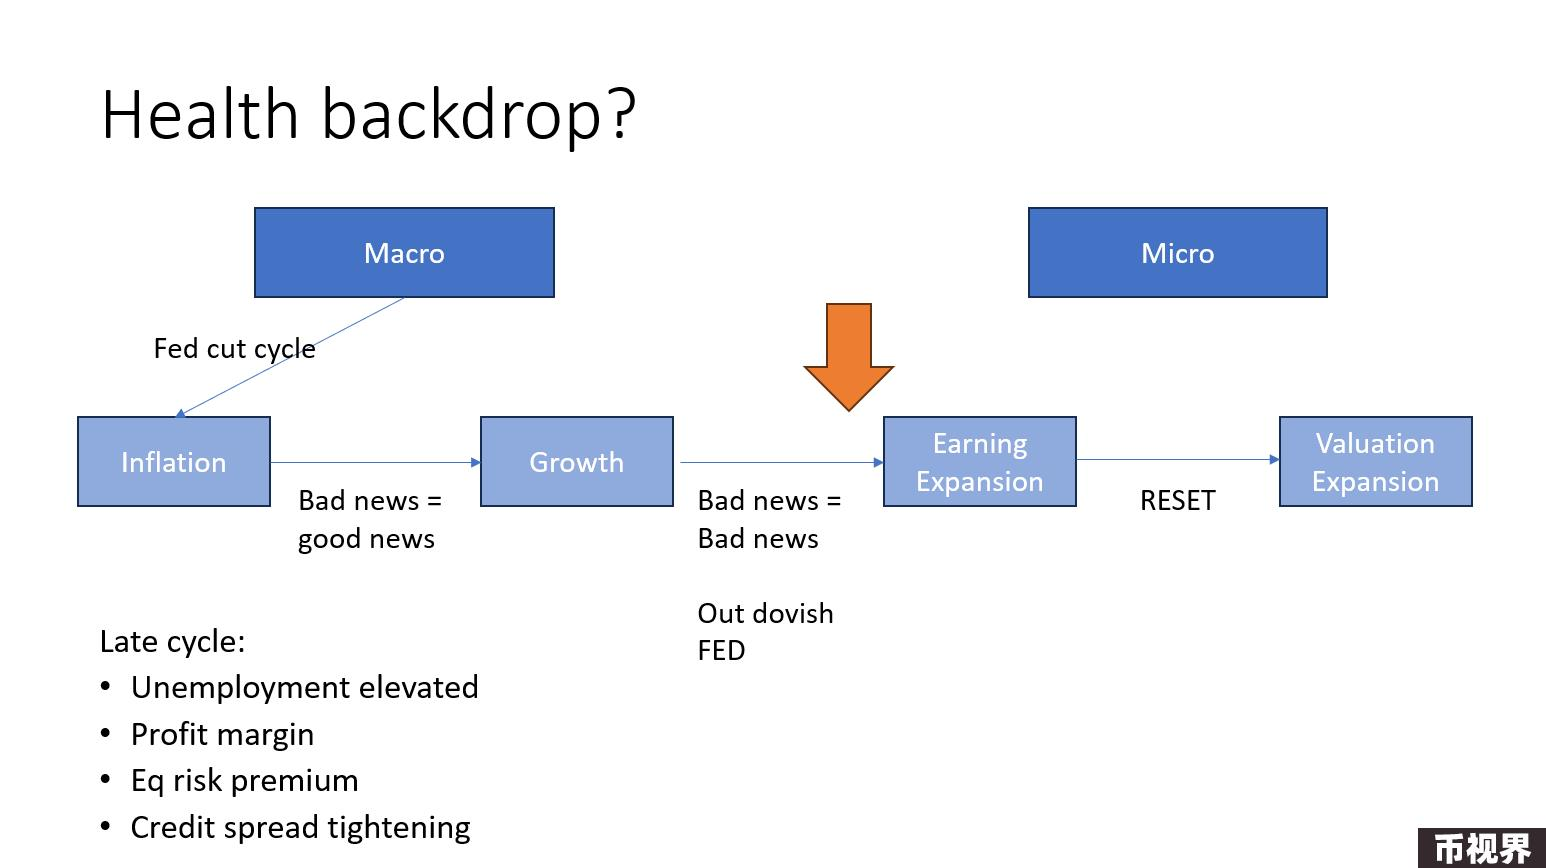 Health backdrop?
Macro
Micro
Fed cut cycle
Inflation
Growth
Earning
Expansion
Valuation
Expansion
Bad news =
good news
Bad news =
Bad news
RESET
Out dovish
FED
Late cycle:
• Unemployment elevated
• Profit margin
• Eq risk premium
• Credit spread tightening
币视界